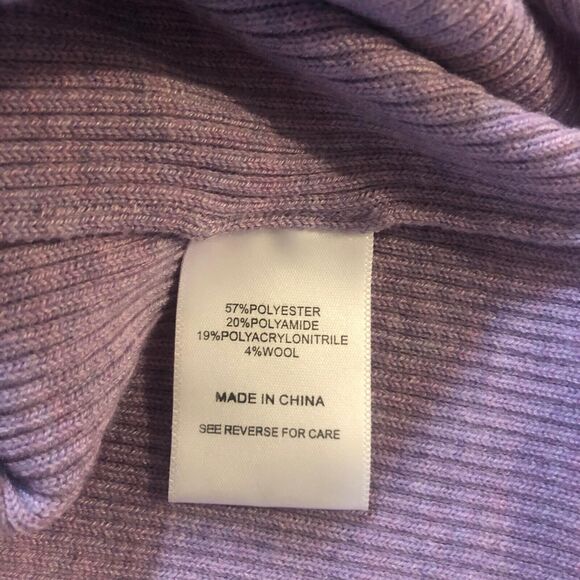 57%POLYESTER
20%POLYAMIDE
19%POLYACRYLONITRILE
4%WOOL
MADE IN CHINA
SEE REVERSE FOR CARE